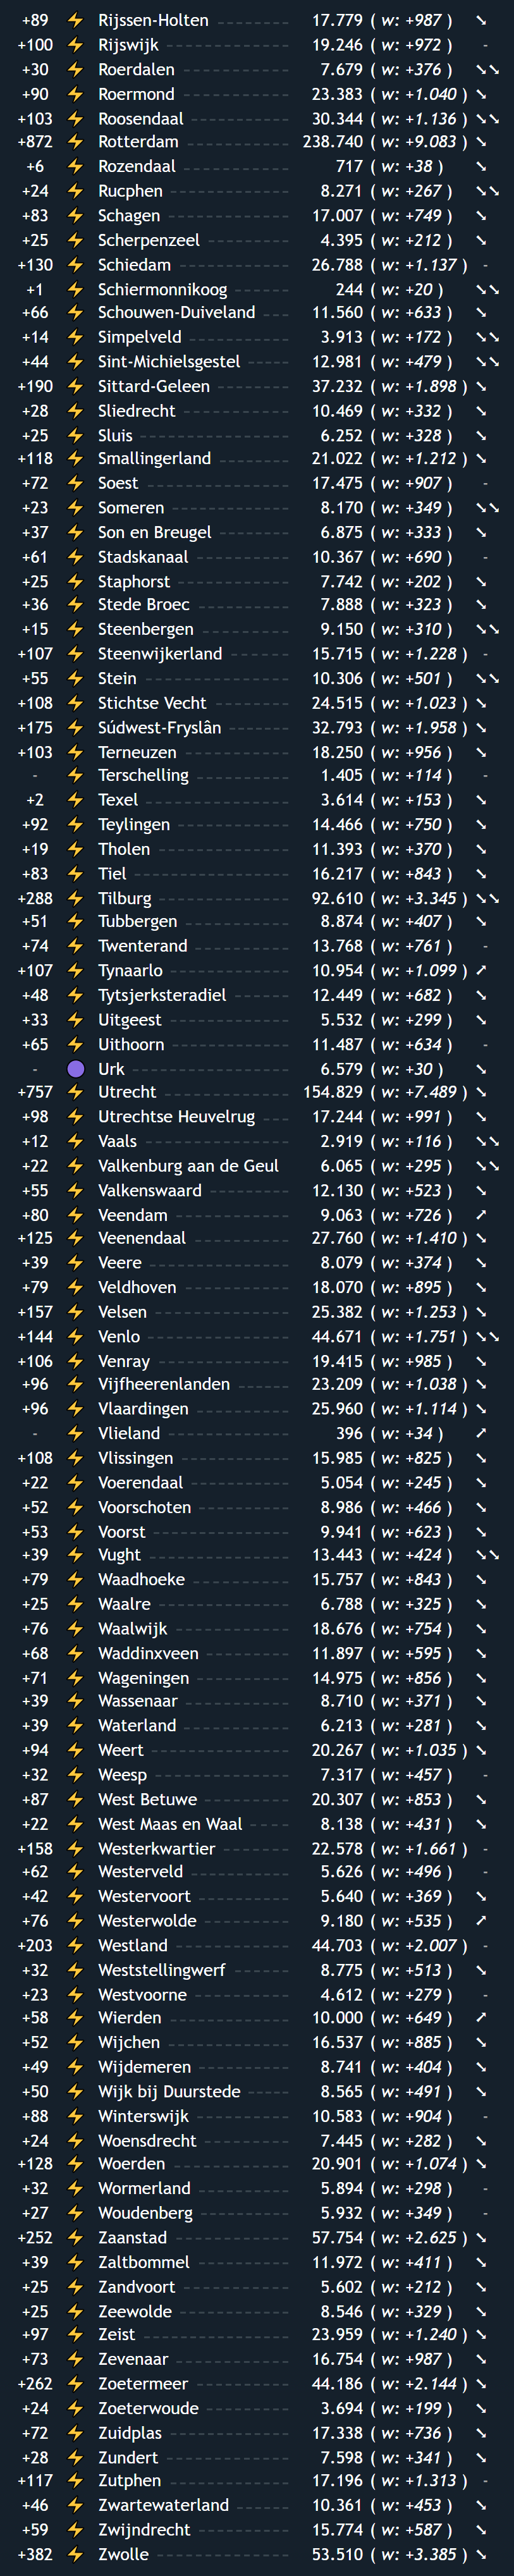 +89 ⚡ Rijssen-Holten ------ 17.779 ( w: +987 ) ↘
+100 ⚡ Rijswijk ------ 19.246 ( w: +972 ) -
+30 ⚡ Roerdalen ------ 7.679 ( w: +376 ) ↘↘
+90 ⚡ Roermond ------ 23.383 ( w: +1.040 ) ↘
+103 ⚡ Roosendaal ------ 30.344 ( w: +1.136 ) ↘↘
+872 ⚡ Rotterdam ------ 238.740 ( w: +9.083 ) ↘
+6 ⚡ Rozendaal ------ 717 ( w: +38 ) ↘
+24 ⚡ Rucphen ------ 8.271 ( w: +267 ) ↘↘
+83 ⚡ Schagen ------ 17.007 ( w: +749 ) ↘
+25 ⚡ Scherpenzeel ------ 4.395 ( w: +212 ) ↘
+130 ⚡ Schiedam ------ 26.788 ( w: +1.137 ) -
+1 ⚡ Schiermonnikoog ------ 244 ( w: +20 ) ↘↘
+66 ⚡ Schouwen-Duiveland ---- 11.560 ( w: +633 ) ↘
+14 ⚡ Simpelveld ------ 3.913 ( w: +172 ) ↘↘
+44 ⚡ Sint-Michielsgestel ----- 12.981 ( w: +479 ) ↘↘
+190 ⚡ Sittard-Geleen ------ 37.232 ( w: +1.898 ) ↘
+28 ⚡ Sliedrecht ------ 10.469 ( w: +332 ) ↘
+25 ⚡ Sluis ------ 6.252 ( w: +328 ) ↘
+118 ⚡ Smallingerland ------ 21.022 ( w: +1.212 ) ↘
+72 ⚡ Soest ------ 17.475 ( w: +907 ) -
+23 ⚡ Someren ------ 8.170 ( w: +349 ) ↘↘
+37 ⚡ Son en Breugel ------ 6.875 ( w: +333 ) ↘
+61 ⚡ Stadskanaal ------ 10.367 ( w: +690 ) -
+25 ⚡ Staphorst ------ 7.742 ( w: +202 ) ↘
+36 ⚡ Stede Broec ------ 7.888 ( w: +323 ) ↘
+15 ⚡ Steenbergen ------ 9.150 ( w: +310 ) ↘↘
+107 ⚡ Steenwijkerland ------ 15.715 ( w: +1.228 ) -
+55 ⚡ Stein ------ 10.306 ( w: +501 ) ↘↘
+108 ⚡ Stichtse Vecht ------ 24.515 ( w: +1.023 ) ↘
+175 ⚡ Súdwest-Fryslân ------ 32.793 ( w: +1.958 ) ↘
+103 ⚡ Terneuzen ------ 18.250 ( w: +956 ) ↘
- ⚡ Terschelling ------ 1.405 ( w: +114 ) -
+2 ⚡ Texel ------ 3.614 ( w: +153 ) ↘
+92 ⚡ Teylingen ------ 14.466 ( w: +750 ) ↘
+19 ⚡ Tholen ------ 11.393 ( w: +370 ) ↘
+83 ⚡ Tiel ------ 16.217 ( w: +843 ) ↘
+288 ⚡ Tilburg ------ 92.610 ( w: +3.345 ) ↘↘
+51 ⚡ Tubbergen ------ 8.874 ( w: +407 ) ↘
+74 ⚡ Twenterand ------ 13.768 ( w: +761 ) -
+107 ⚡ Tynaarlo ------ 10.954 ( w: +1.099 ) ↗
+48 ⚡ Tytsjerksteradiel ------ 12.449 ( w: +682 ) ↘
+33 ⚡ Uitgeest ------ 5.532 ( w: +299 ) ↘
+65 ⚡ Uithoorn ------ 11.487 ( w: +634 ) -
- 🟣 Urk ------ 6.579 ( w: +30 ) ↘
+757 ⚡ Utrecht ------ 154.829 ( w: +7.489 ) ↘
+98 ⚡ Utrechtse Heuvelrug ---- 17.244 ( w: +991 ) ↘
+12 ⚡ Vaals ------ 2.919 ( w: +116 ) ↘↘
+22 ⚡ Valkenburg aan de Geul 6.065 ( w: +295 ) ↘↘
+55 ⚡ Valkenswaard ------ 12.130 ( w: +523 ) ↘
+80 ⚡ Veendam ------ 9.063 ( w: +726 ) ↗
+125 ⚡ Veenendaal ------ 27.760 ( w: +1.410 ) ↘
+39 ⚡ Veere ------ 8.079 ( w: +374 ) ↘
+79 ⚡ Veldhoven ------ 18.070 ( w: +895 ) ↘
+157 ⚡ Velsen ------ 25.382 ( w: +1.253 ) ↘
+144 ⚡ Venlo ------ 44.671 ( w: +1.751 ) ↘↘
+106 ⚡ Venray ------ 19.415 ( w: +985 ) ↘
+96 ⚡ Vijfheerenlanden ------ 23.209 ( w: +1.038 ) ↘
+96 ⚡ Vlaardingen ------ 25.960 ( w: +1.114 ) ↘
- ⚡ Vlieland ------ 396 ( w: +34 ) ↗
+108 ⚡ Vlissingen ------ 15.985 ( w: +825 ) ↘
+22 ⚡ Voerendaal ------ 5.054 ( w: +245 ) ↘
+52 ⚡ Voorschoten ------ 8.986 ( w: +466 ) ↘
+53 ⚡ Voorst ------ 9.941 ( w: +623 ) ↘
+39 ⚡ Vught ------ 13.443 ( w: +424 ) ↘↘
+79 ⚡ Waadhoeke ------ 15.757 ( w: +843 ) ↘
+25 ⚡ Waalre ------ 6.788 ( w: +325 ) ↘
+76 ⚡ Waalwijk ------ 18.676 ( w: +754 ) ↘
+68 ⚡ Waddinxveen ------ 11.897 ( w: +595 ) ↘
+71 ⚡ Wageningen ------ 14.975 ( w: +856 ) ↘
+39 ⚡ Wassenaar ------ 8.710 ( w: +371 ) ↘
+39 ⚡ Waterland ------ 6.213 ( w: +281 ) ↘
+94 ⚡ Weert ------ 20.267 ( w: +1.035 ) ↘
+32 ⚡ Weesp ------ 7.317 ( w: +457 ) -
+87 ⚡ West Betuwe ------ 20.307 ( w: +853 ) ↘
+22 ⚡ West Maas en Waal ---- 8.138 ( w: +431 ) ↘
+158 ⚡ Westerkwartier ------ 22.578 ( w: +1.661 ) -
+62 ⚡ Westerveld ------ 5.626 ( w: +496 ) -
+42 ⚡ Westervoort ------ 5.640 ( w: +369 ) ↘
+76 ⚡ Westerwolde ------ 9.180 ( w: +535 ) ↗
+203 ⚡ Westland ------ 44.703 ( w: +2.007 ) -
+32 ⚡ Weststellingwerf ------ 8.775 ( w: +513 ) ↘
+23 ⚡ Westvoorne ------ 4.612 ( w: +279 ) -
+58 ⚡ Wierden ------ 10.000 ( w: +649 ) ↗
+52 ⚡ Wijchen ------ 16.537 ( w: +885 ) ↘
+49 ⚡ Wijdemeren ------ 8.741 ( w: +404 ) ↘
+50 ⚡ Wijk bij Duurstede ----- 8.565 ( w: +491 ) ↘
+88 ⚡ Winterswijk ------ 10.583 ( w: +904 ) -
+24 ⚡ Woensdrecht ------ 7.445 ( w: +282 ) ↘
+128 ⚡ Woerden ------ 20.901 ( w: +1.074 ) ↘
+32 ⚡ Wormerland ------ 5.894 ( w: +298 ) -
+27 ⚡ Woudenberg ------ 5.932 ( w: +349 ) -
+252 ⚡ Zaanstad ------ 57.754 ( w: +2.625 ) ↘
+39 ⚡ Zaltbommel ------ 11.972 ( w: +411 ) ↘
+25 ⚡ Zandvoort ------ 5.602 ( w: +212 ) ↘
+25 ⚡ Zeewolde ------ 8.546 ( w: +329 ) ↘
+97 ⚡ Zeist ------ 23.959 ( w: +1.240 ) ↘
+73 ⚡ Zevenaar ------ 16.754 ( w: +987 ) ↘
+262 ⚡ Zoetermeer ------ 44.186 ( w: +2.144 ) ↘
+24 ⚡ Zoeterwoude ------ 3.694 ( w: +199 ) ↘
+72 ⚡ Zuidplas ------ 17.338 ( w: +736 ) ↘
+28 ⚡ Zundert ------ 7.598 ( w: +341 ) ↘
+117 ⚡ Zutphen ------ 17.196 ( w: +1.313 ) -
+46 ⚡ Zwartewaterland ------ 10.361 ( w: +453 ) ↘
+59 ⚡ Zwijndrecht ------ 15.774 ( w: +587 ) ↘
+382 ⚡ Zwolle ------ 53.510 ( w: +3.385 ) ↘